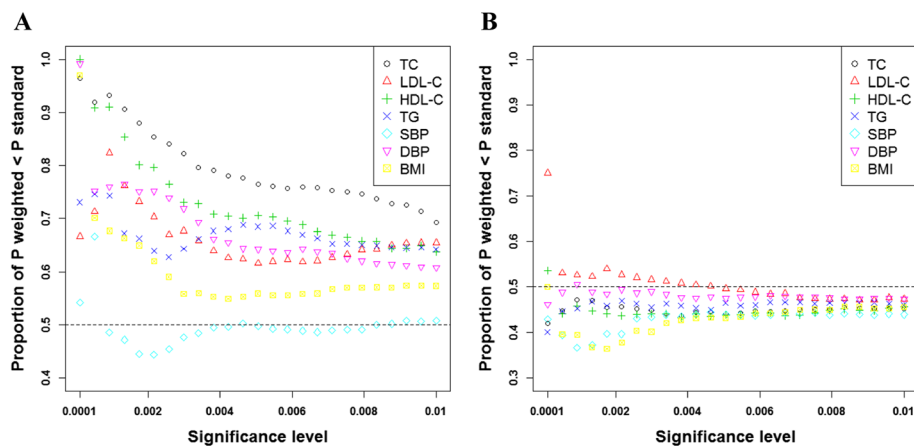 A
B
Proportion of P weighted < P standard
1.0
0.9
0.8
0.7
0.6
0.5
0.4
TC
LDL-C
HDL-C
TG
SBP
DBP
BMI
0.0001
0.002
0.004
0.006
0.008
0.01
Significance level
Proportion of P weighted < P standard
1.0
0.9
0.8
0.7
0.6
0.5
0.4
0.3
TC
LDL-C
HDL-C
TG
SBP
DBP
BMI
0.0001
0.002
0.004
0.006
0.008
0.01
Significance level